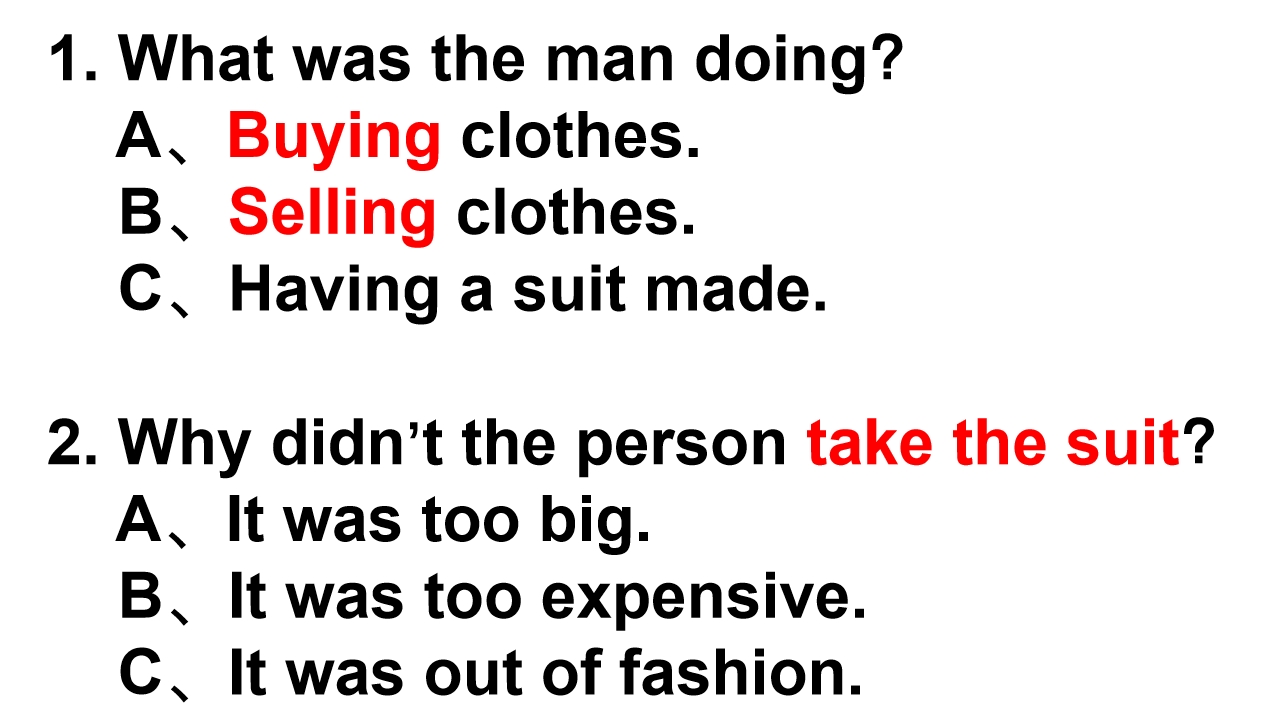 1. What was the man doing?
A、Buying clothes.
B、Selling clothes.
C、Having a suit made.
2. Why didn’t the person take the suit?
A、It was too big.
B、It was too expensive.
C、It was out of fashion.